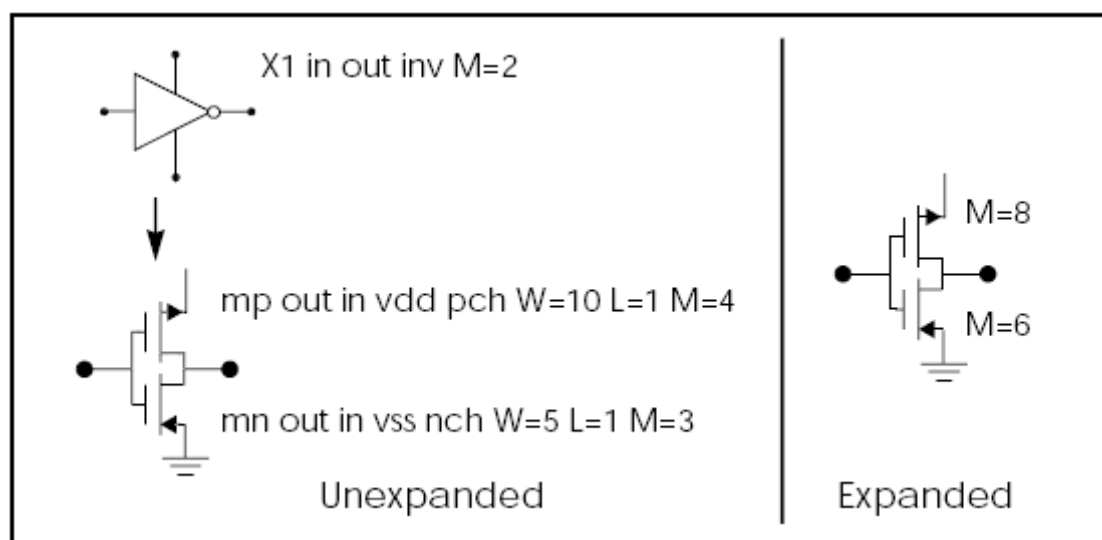 X1 in out inv M=2
mp out in vdd pch W=10 L=1 M=4
mn out in vss nch W=5 L=1 M=3
Unexpanded
M=8
M=6
Expanded